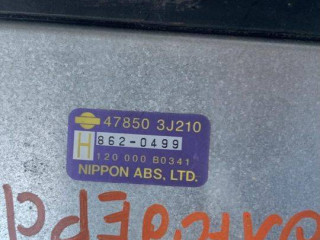 47850 3J210
H 862-0499
120 000 80341
NIPPON ABS, LTD.